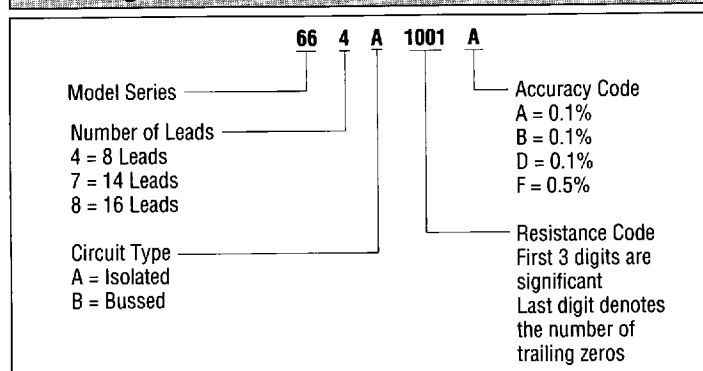 66 4 A 1001 A
Model Series
Number of Leads
4 = 8 Leads
7 = 14 Leads
8 = 16 Leads
Circuit Type
A = Isolated
B = Bussed
Accuracy Code
A = 0.1%
B = 0.1%
D = 0.1%
F = 0.5%
Resistance Code
First 3 digits are
significant
Last digit denotes
the number of
trailing zeros